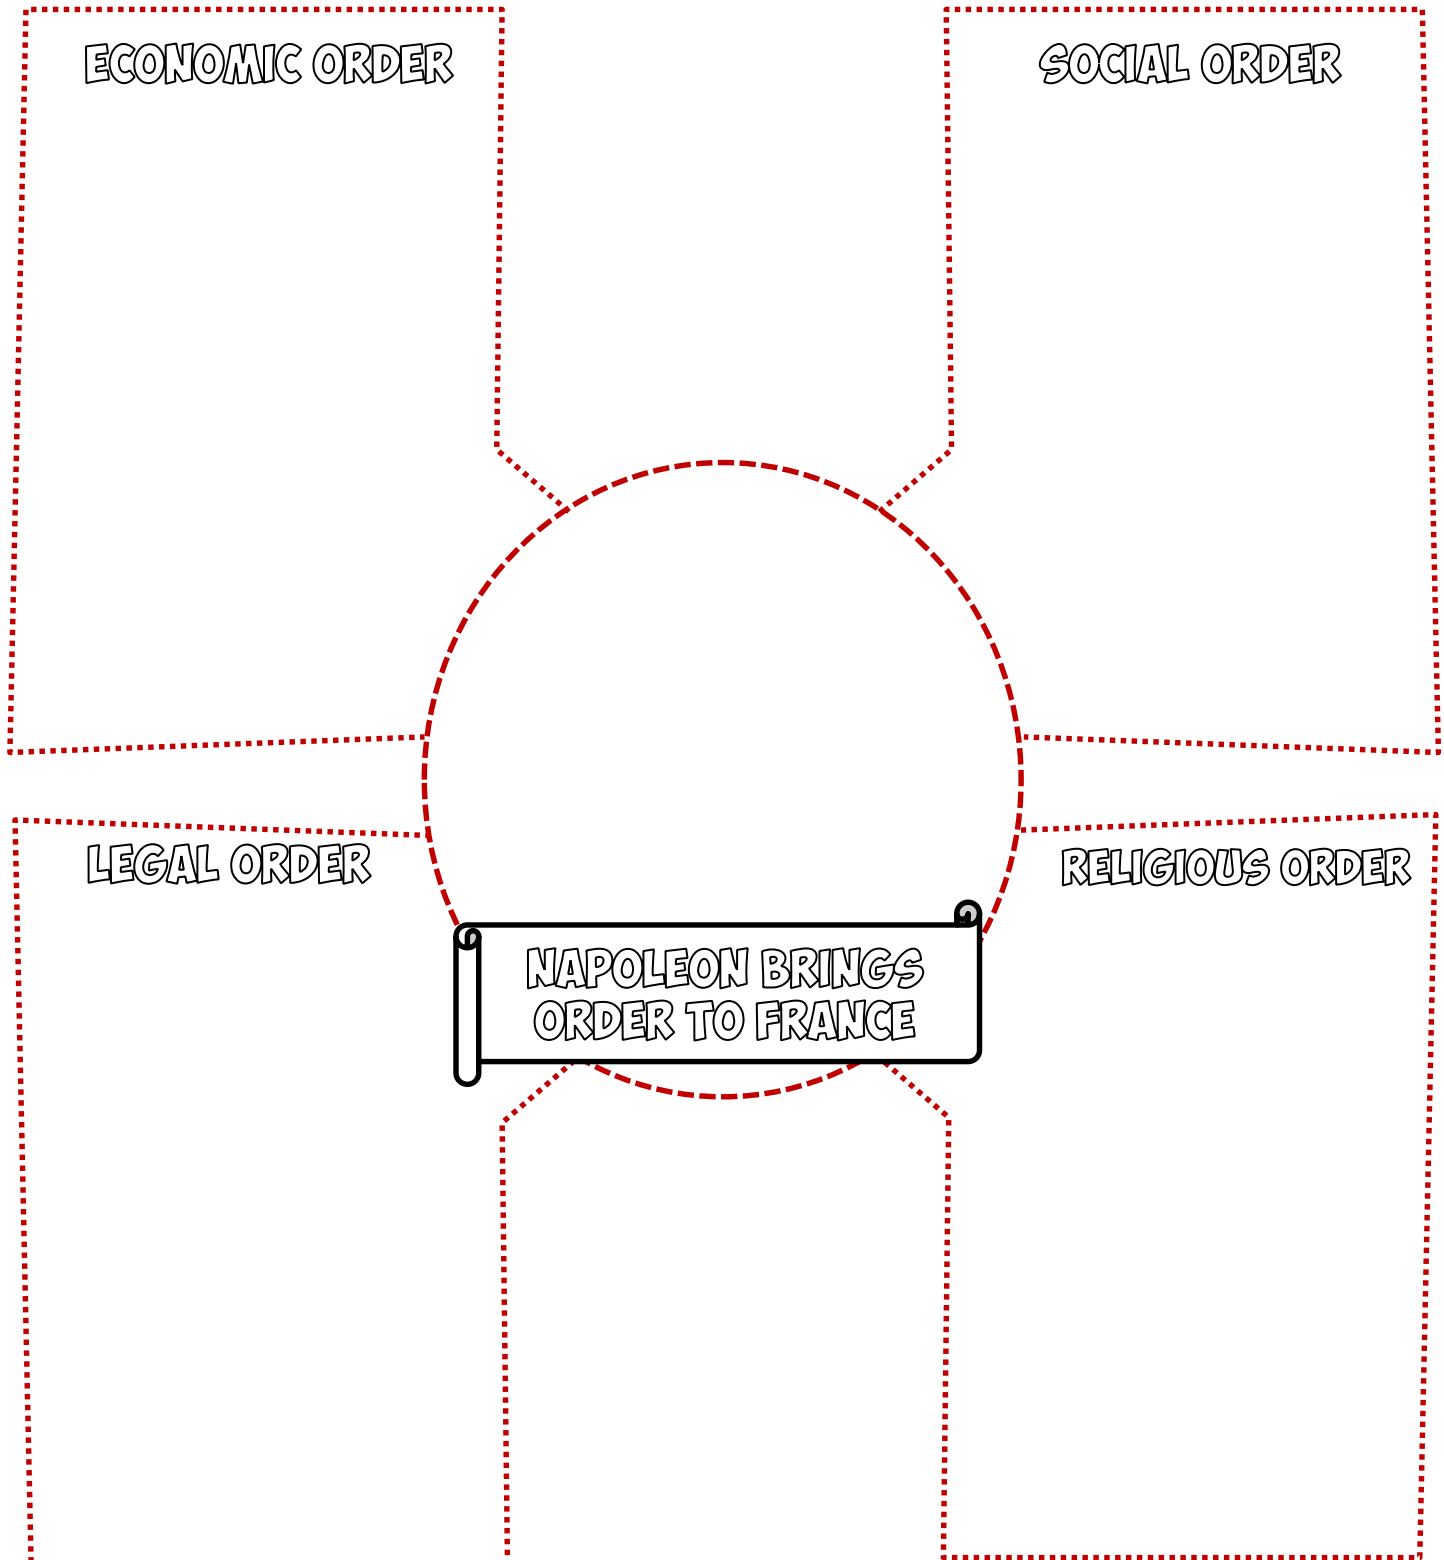 ECONOMIC ORDER
SOCIAL ORDER
LEGAL ORDER
RELIGIOUS ORDER
NAPOLEON BRINGS
ORDER TO FRANCE